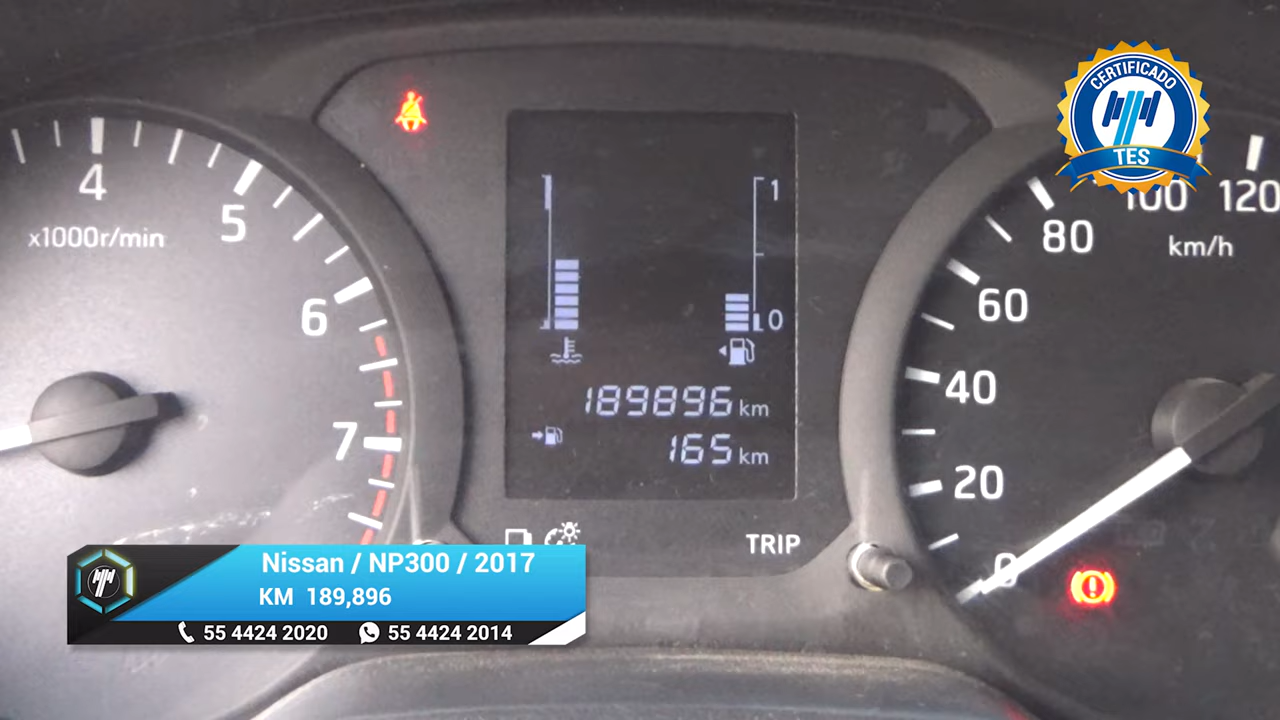 CERTIFICADO
TES
4
5
6
7
x1000r/min
1
0
189896 km
165 km
TRIP
0
20
40
60
80
100
120
km/h
Nissan / NP300 / 2017
KM 189,896
55 4424 2020 55 4424 2014